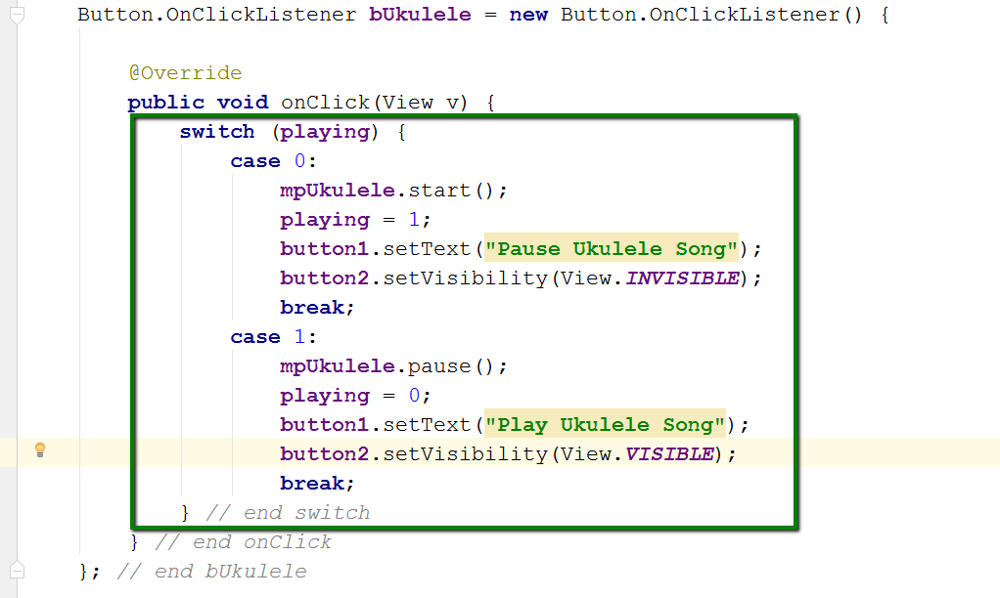 Button.OnClickListener bUkulele = new Button.OnClickListener() {
@Override
public void onClick(View v) {
switch (playing) {
case 0:
mpUkulele.start();
playing = 1;
button1.setText("Pause Ukulele Song");
button2.setVisibility(View.INVISIBLE);
break;
case 1:
mpUkulele.pause();
playing = 0;
button1.setText("Play Ukulele Song");
button2.setVisibility(View.VISIBLE);
break;
} // end switch
} // end onClick
}; // end bUkulele